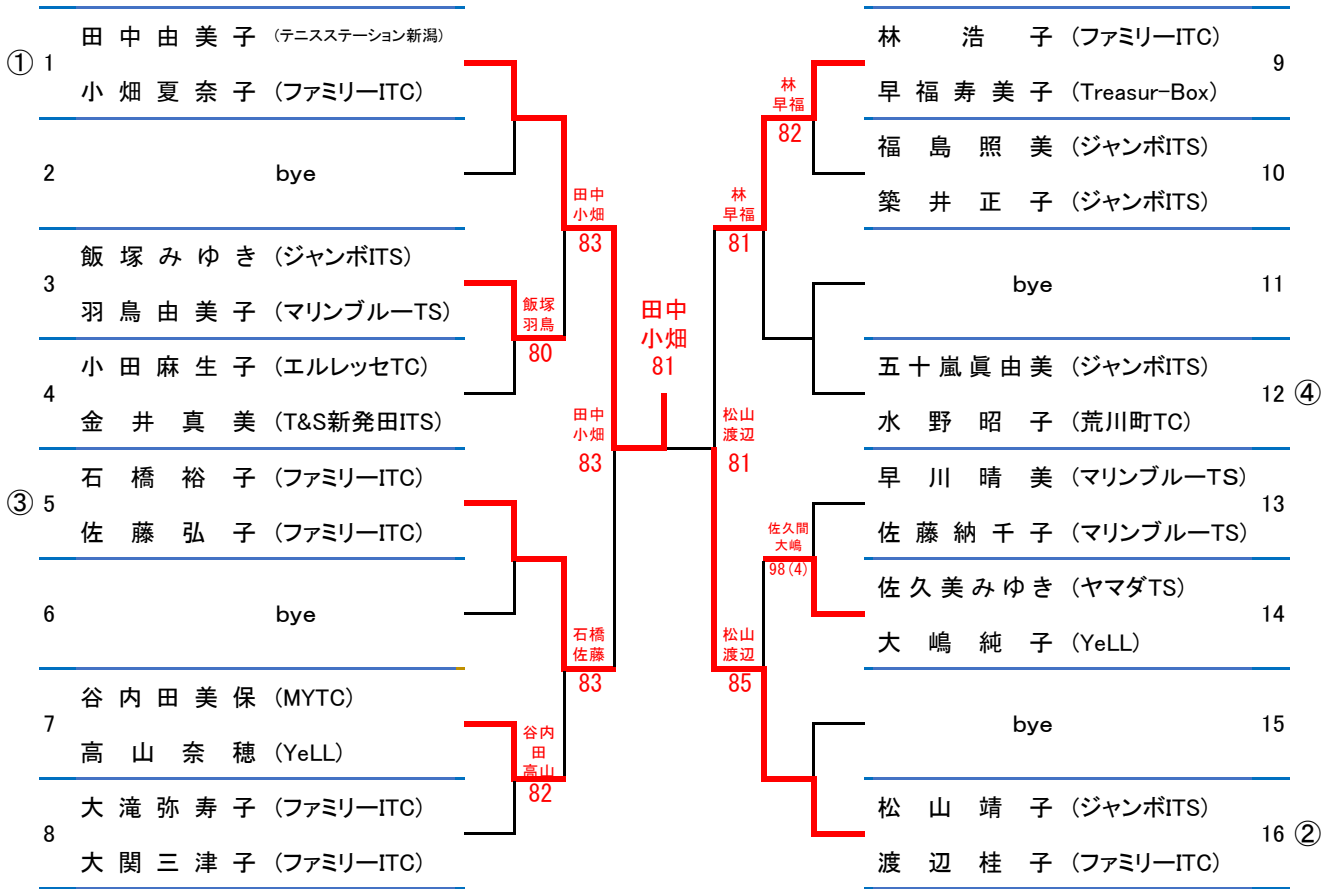 田中由美子 (テニスステーション新潟)
① 1
小畑夏奈子 (ファミリーITC)
2 bye
飯塚みゆき (ジャンボITS)
3
羽鳥由美子 (マリンブルーTS)
小田麻生子 (エルレッセTC)
4
金井真美 (T&S新発田ITS)
石橋裕子 (ファミリーITC)
③ 5
佐藤弘子 (ファミリーITC)
6 bye
谷内田美保 (MYTC)
7
高山奈穂 (YeLL)
大滝弥寿子 (ファミリーITC)
8
大関三津子 (ファミリーITC)
飯塚
羽鳥
80
谷内
田
高山
82
田中
小畑
83
石橋
佐藤
83
田中
小畑
83
田中
小畑
81
松山
渡辺
81
林
早福
81
松山
渡辺
85
林
早福
82
佐久間
大嶋
98(4)
林浩子 (ファミリーITC)
9
早福寿美子 (Treasur-Box)
福島照美 (ジャンボITS)
10
築井正子 (ジャンボITS)
bye 11
五十嵐眞由美 (ジャンボITS)
12 ④
水野昭子 (荒川町TC)
早川晴美 (マリンブルーTS)
13
佐藤納千子 (マリンブルーTS)
佐久美みゆき (ヤマダTS)
14
大嶋純子 (YeLL)
bye 15
松山靖子 (ジャンボITS)
16 ②
渡辺桂子 (ファミリーITC)